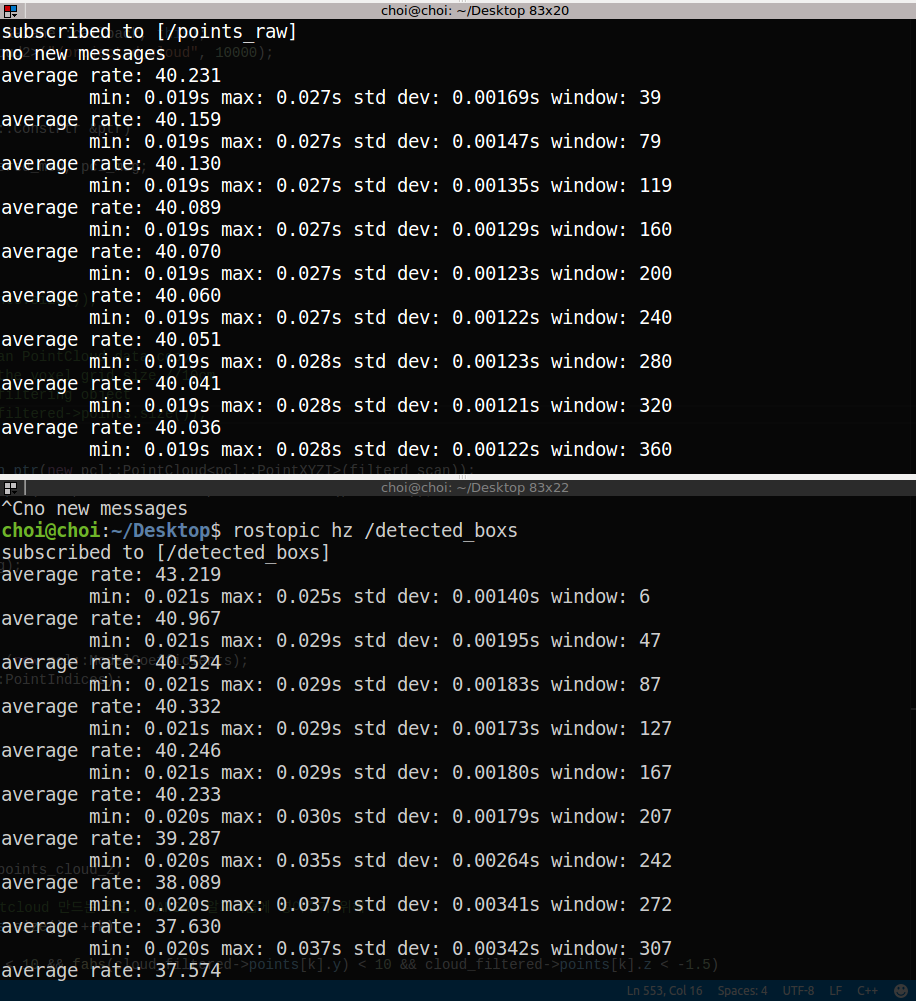 choi@choi: ~/Desktop 83x20
subscribed to [/points_raw]
no new messages
average rate: 40.231
min: 0.019s max: 0.027s std dev: 0.00169s window: 39
average rate: 40.159
min: 0.019s max: 0.027s std dev: 0.00147s window: 79
average rate: 40.130
min: 0.019s max: 0.027s std dev: 0.00135s window: 119
average rate: 40.089
min: 0.019s max: 0.027s std dev: 0.00129s window: 160
average rate: 40.070
min: 0.019s max: 0.027s std dev: 0.00123s window: 200
average rate: 40.060
min: 0.019s max: 0.027s std dev: 0.00122s window: 240
average rate: 40.051
min: 0.019s max: 0.028s std dev: 0.00123s window: 280
average rate: 40.041
min: 0.019s max: 0.028s std dev: 0.00121s window: 320
average rate: 40.036
min: 0.019s max: 0.028s std dev: 0.00122s window: 360
ptr(new pcl::PointCloud<pcl::PointXYZI>(filterd_scan));
choi@choi: ~/Desktop 83x22
^Cno new messages
choi@choi:~/Desktop$ rostopic hz /detected_boxs
subscribed to [/detected_boxs]
average rate: 43.219
min: 0.021s max: 0.025s std dev: 0.00140s window: 6
average rate: 40.967
min: 0.021s max: 0.029s std dev: 0.00195s window: 47
average rate: 40.524
min: 0.021s max: 0.029s std dev: 0.00183s window: 87
average rate: 40.332
min: 0.021s max: 0.029s std dev: 0.00173s window: 127
average rate: 40.246
min: 0.021s max: 0.029s std dev: 0.00180s window: 167
average rate: 40.233
min: 0.020s max: 0.030s std dev: 0.00179s window: 207
average rate: 39.287
min: 0.020s max: 0.035s std dev: 0.00264s window: 242
average rate: 38.089
min: 0.020s max: 0.036s std dev: 0.00341s window: 272
average rate: 37.630
min: 0.020s max: 0.037s std dev: 0.00342s window: 307
< 10 && fabs(cloud_filtered->points[k].y) < 10 && cloud_filtered->points[k].z < -1.5)
average rate: 37.574
Ln 553, Col 16 Spaces: 4 UTF-8 LF C++